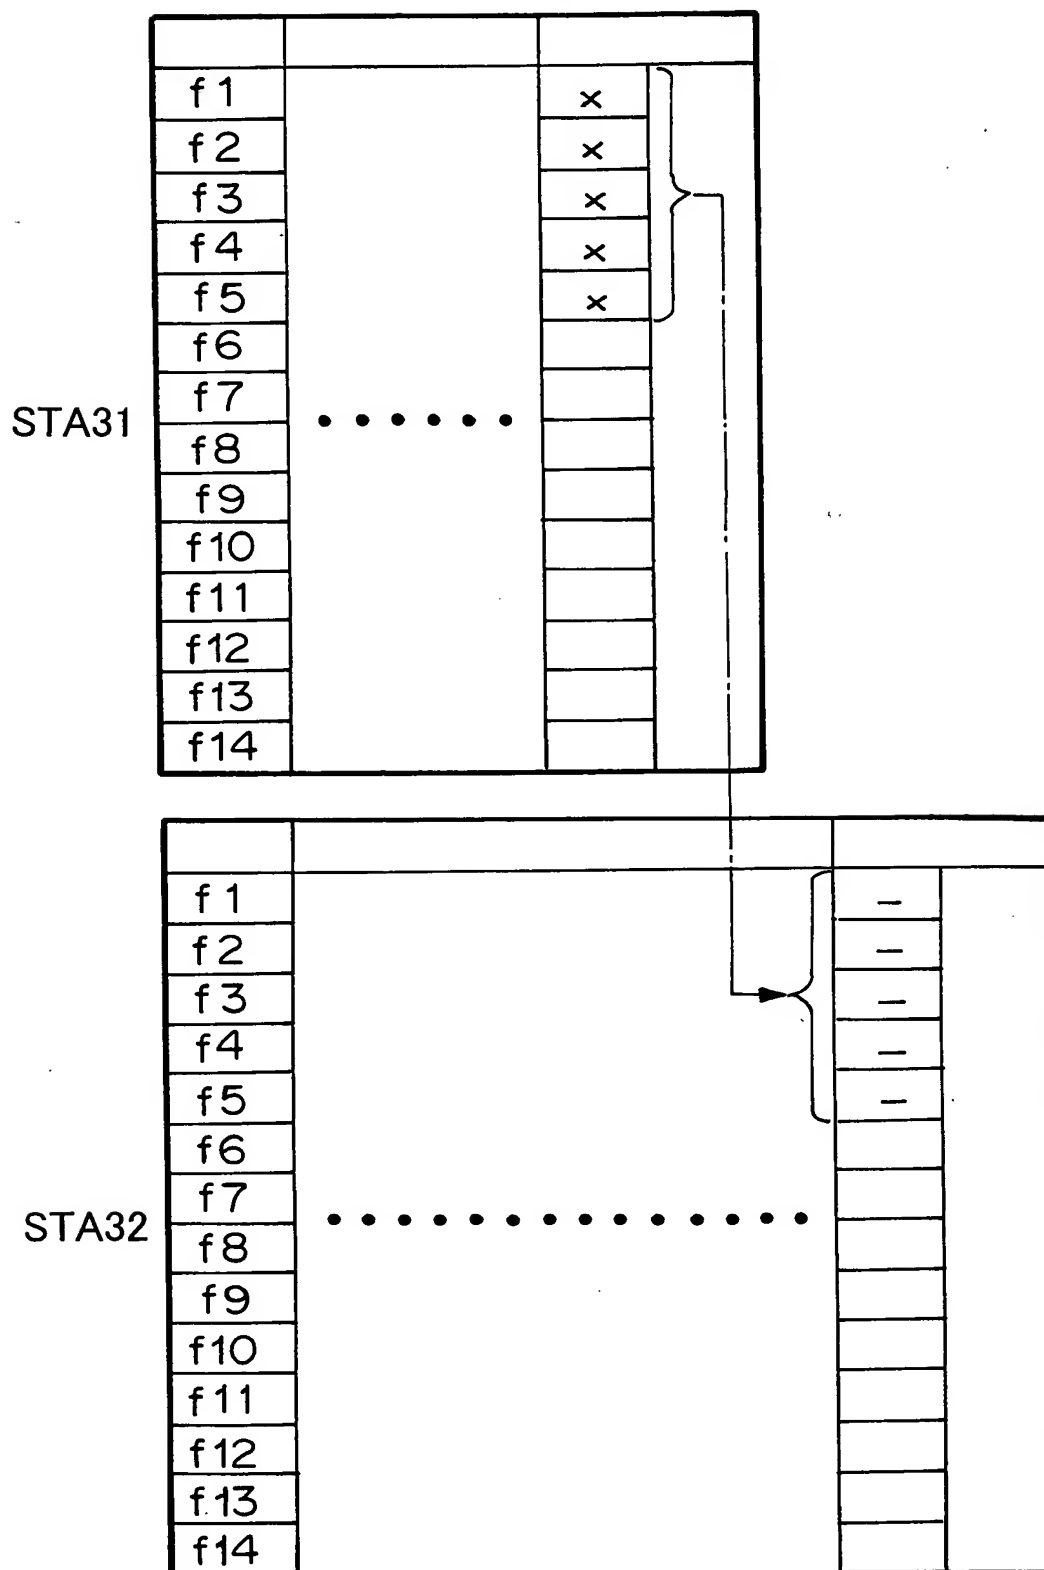 f1 ×
f2 ×
f3 ×
f4 ×
f5 ×
f6
f7
STA31
f8
f9
f10
f11
f12
f13
f14
f1 –
f2 –
f3 –
f4 –
f5 –
f6
f7
STA32
f8
f9
f10
f11
f12
f13
f14